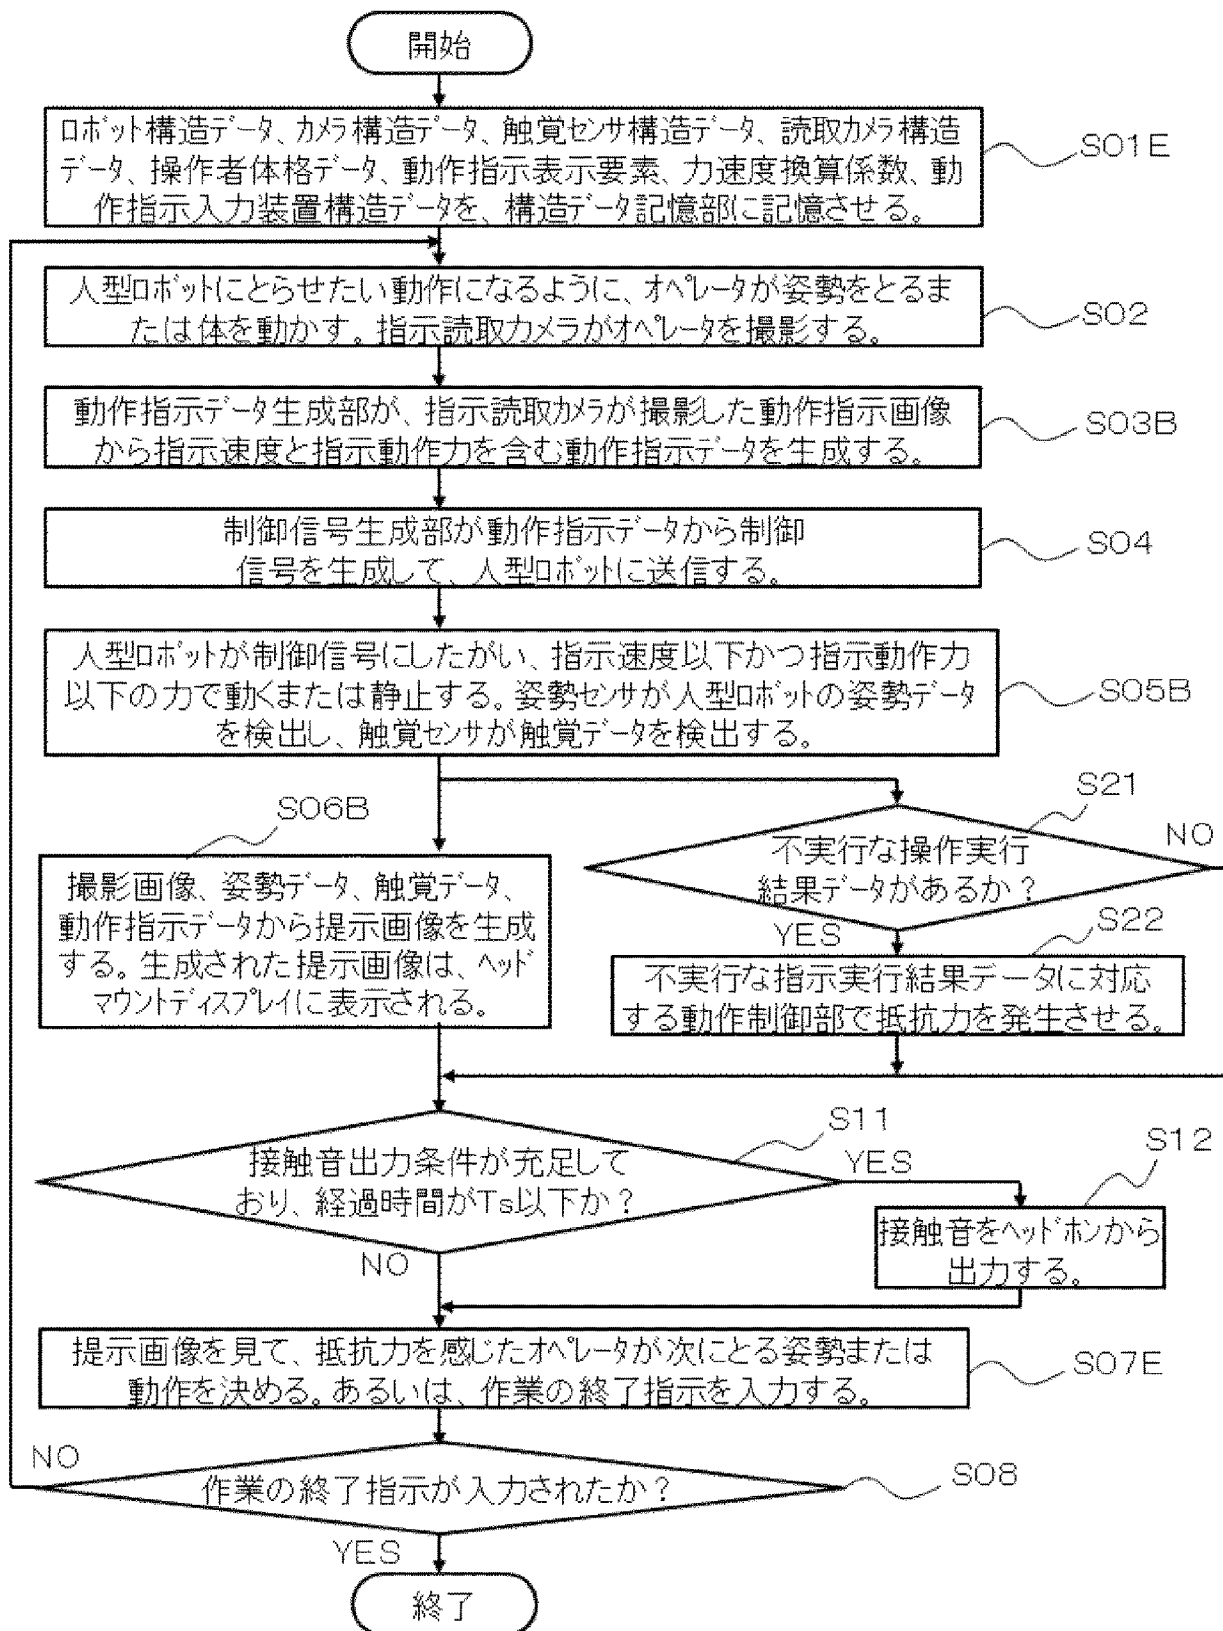 開始
ロボット構造データ、カメラ構造データ、触覚センサ構造データ、読取カメラ構造
データ、操作者体格データ、動作指示表示要素、力速度換算係数、動
作指示入力装置構造データを、構造データ記憶部に記憶させる。
S01E
人型ロボットにとらせたい動作になるように、オペレータが姿勢をとるま
たは体を動かす。指示読取カメラがオペレータを撮影する。
S02
動作指示データ生成部が、指示読取カメラが撮影した動作指示画像
から指示速度と指示動作力を含む動作指示データを生成する。
S03B
制御信号生成部が動作指示データから制御
信号を生成して、人型ロボットに送信する。
S04
人型ロボットが制御信号にしたがい、指示速度以下かつ指示動作力
以下の力で動くまたは静止する。姿勢センサが人型ロボットの姿勢データ
を検出し、触覚センサが触覚データを検出する。
S05B
S06B
撮影画像、姿勢データ、触覚データ、
動作指示データから提示画像を生成
する。生成された提示画像は、ヘッド
マウントディスプレイに表示される。
S21
不実行な操作実行
結果データがあるか？
NO
YES
S22
不実行な指示実行結果データに対応
する動作制御部で抵抗力を発生させる。
S11
接触音出力条件が充足して
おり、経過時間がTs以下か？
YES
NO
S12
接触音をヘッドホンから
出力する。
提示画像を見て、抵抗力を感じたオペレータが次にとる姿勢または
動作を決める。あるいは、作業の終了指示を入力する。
S07E
NO
作業の終了指示が入力されたか？
S08
YES
終了